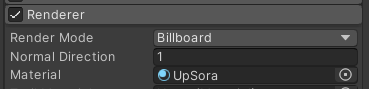 Renderer
Render Mode Billboard
Normal Direction 1
Material UpSora